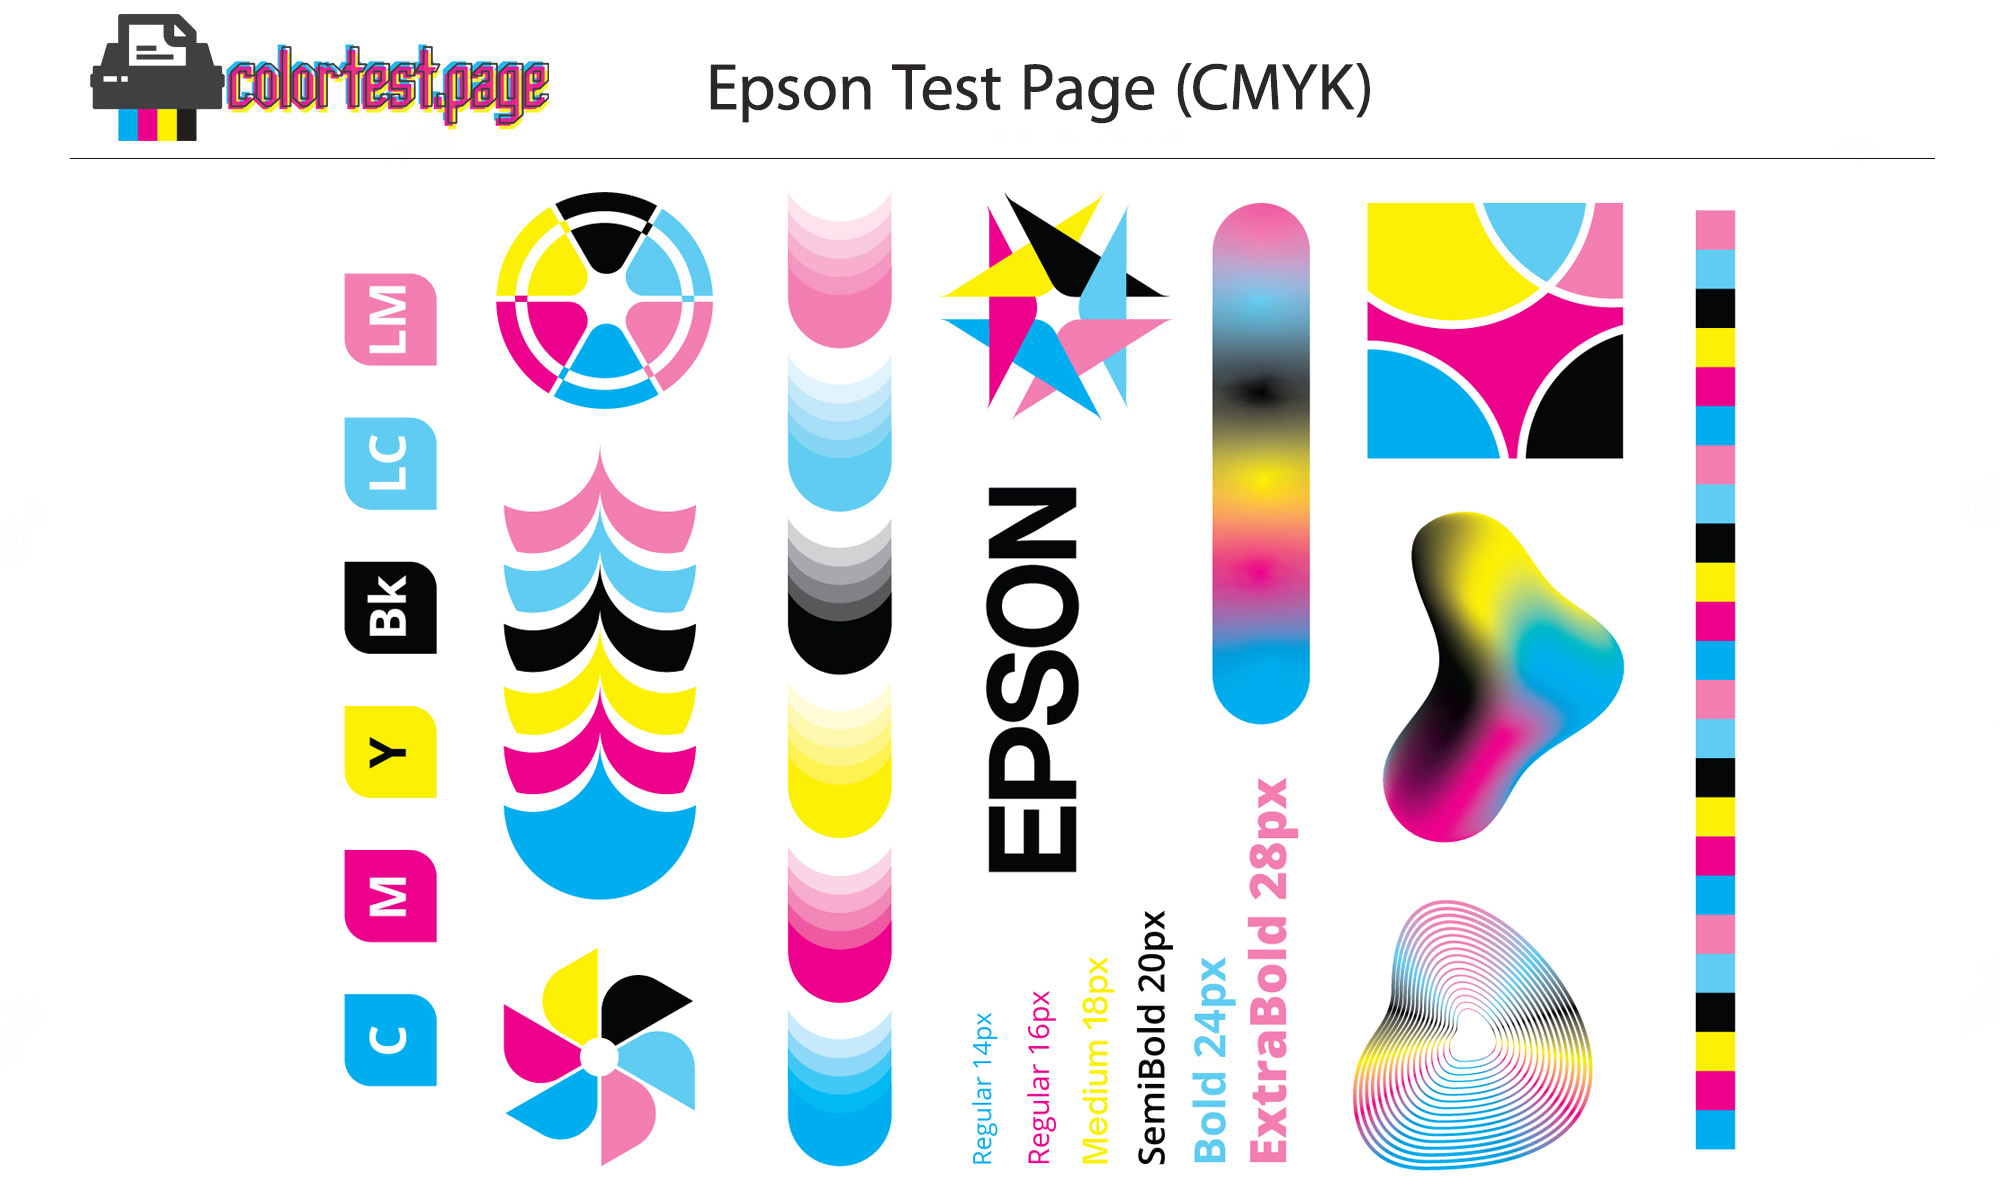 colortest.page
Epson Test Page (CMYK)
LM
LC
Bk
Y
M
C
EPSON
Regular 14px
Regular 16px
Medium 18px
SemiBold 20px
Bold 24px
ExtraBold 28px